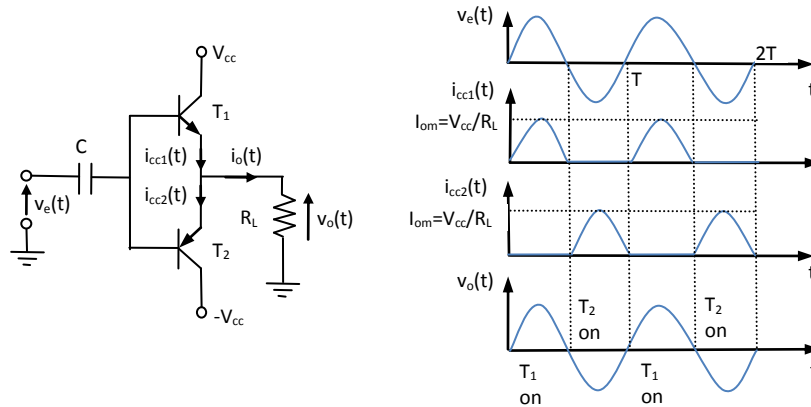 Vcc
T1
C
icc1(t)
io(t)
icc2(t)
ve(t)
RL
vo(t)
T2
-Vcc
ve(t)
2T
T
t
icc1(t)
Iom=Vcc/RL
t
icc2(t)
Iom=Vcc/RL
t
vo(t)
T2
on
T2
on
T1
on
T1
on